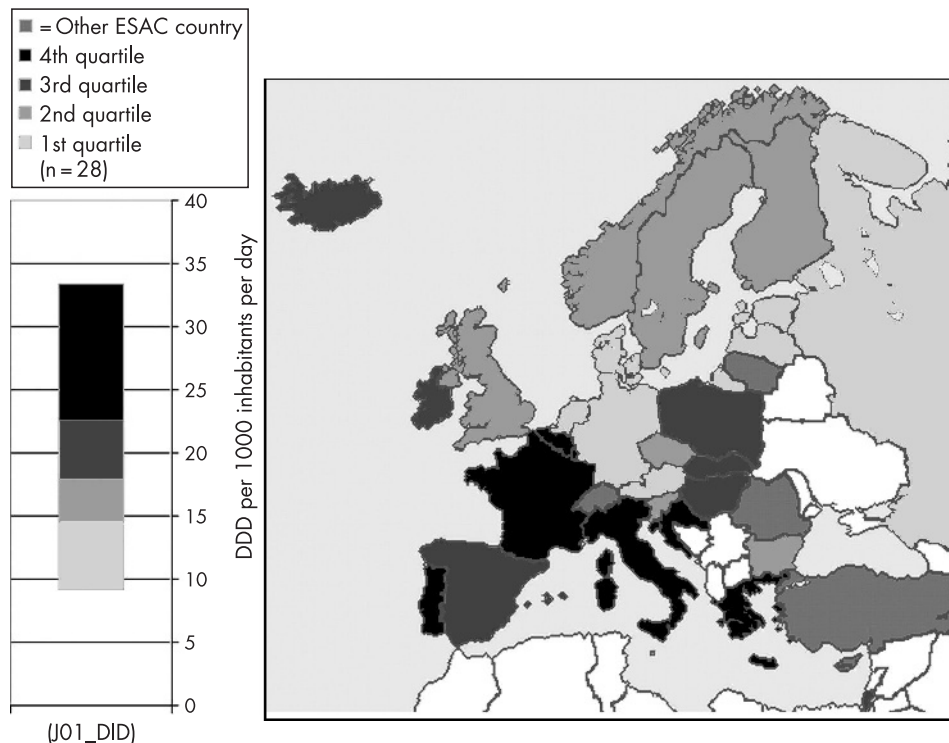 = Other ESAC country
4th quartile
3rd quartile
2nd quartile
1st quartile
(n = 28)
40
35
30
25
20
15
10
5
0
DDD per 1000 inhabitants per day
(J01_DID)